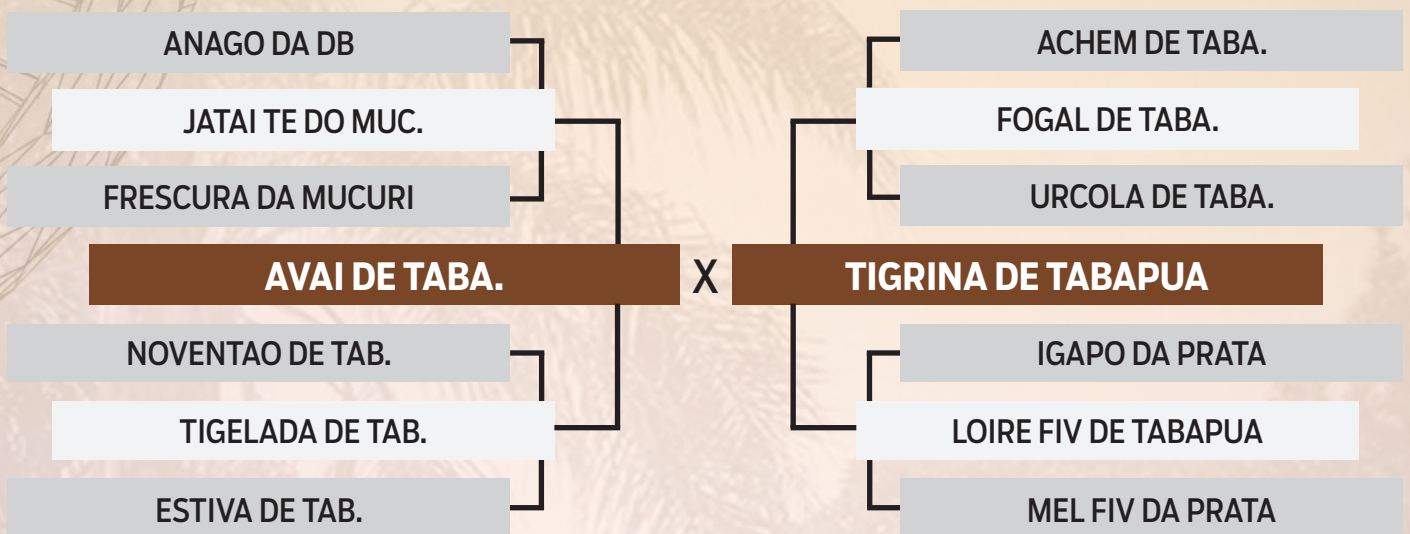 ANAGO DA DB
JATAI TE DO MUC.
FRESCURA DA MUCURI
AVAI DE TABA.
NOVENTAO DE TAB.
TIGELADA DE TAB.
ESTIVA DE TAB.
X
ACHEM DE TABA.
FOGAL DE TABA.
URCOLA DE TABA.
TIGRINA DE TABAPUA
IGAPO DA PRATA
LOIRE FIV DE TABAPUA
MEL FIV DA PRATA